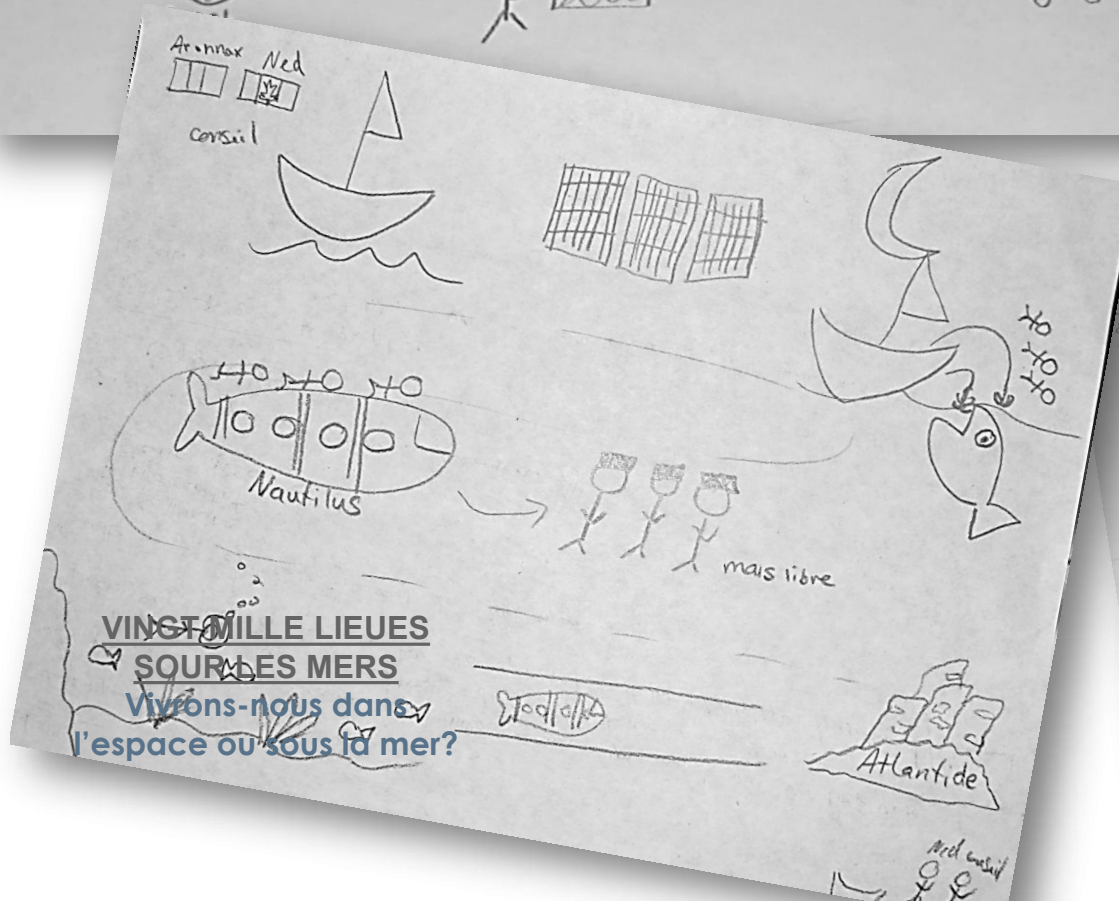 Aronnax Ned
conseil
Nautilus
mais libre
VINGT MILLE LIEUES
SOUR LES MERS
Vivrons-nous dans
l'espace ou sous la mer?
Atlantide
Ned conseil